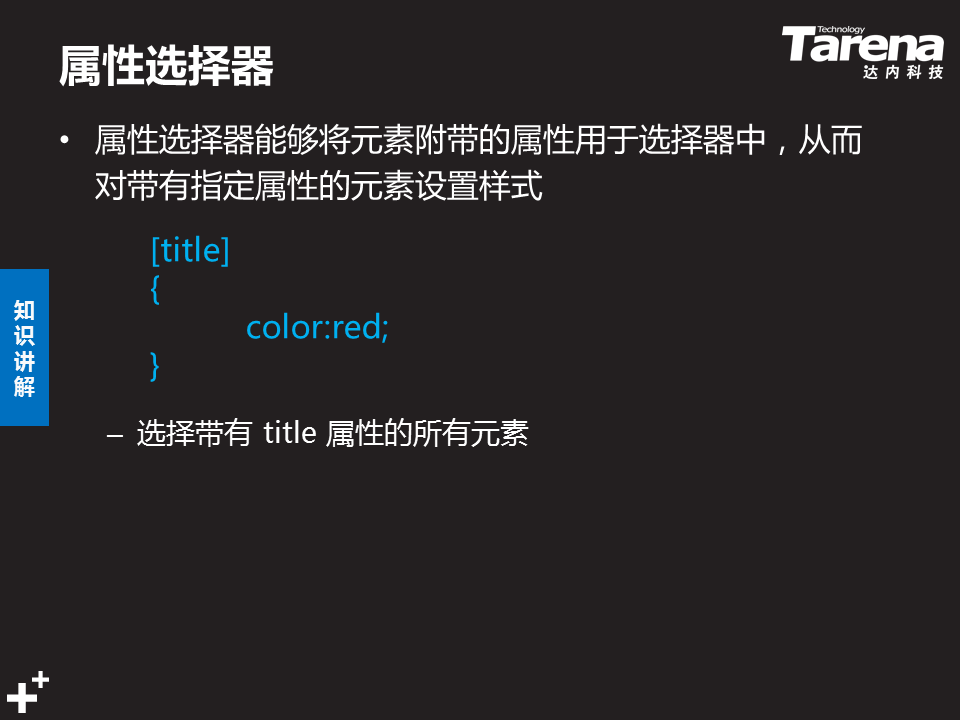 属性选择器
Technology
Tarena
达内科技
• 属性选择器能够将元素附带的属性用于选择器中，从而
对带有指定属性的元素设置样式
[title]
{
color:red;
}
– 选择带有 title 属性的所有元素
知
识
讲
解